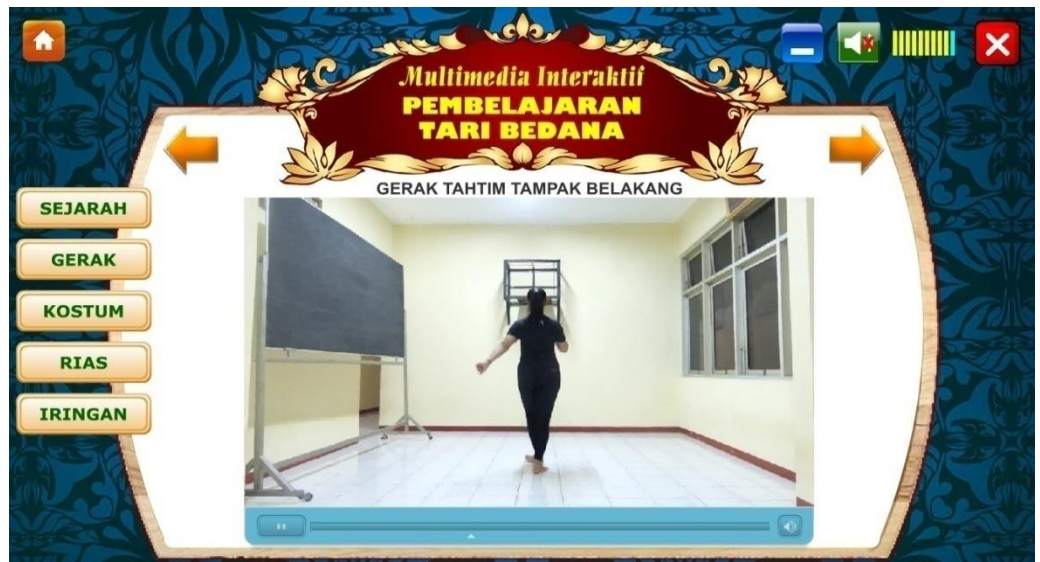 Multimedia Interaktif
PEMBELAJARAN
TARI BEDANA
GERAK TAHTIM TAMPAK BELAKANG
SEJARAH
GERAK
KOSTUM
RIAS
IRINGAN